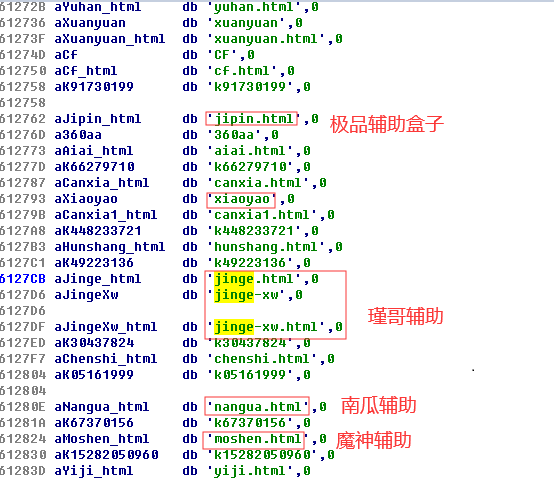 61272B aYuhan_html db 'yuhan.html',0
612736 aXuanyuan db 'xuanyuan',0
61273F aXuanyuan_html db 'xuanyuan.html',0
61274D aCf db 'CF',0
612750 aCf_html db 'cf.html',0
612758 aK91730199 db 'k91730199',0
612758
612762 aJipin_html db 'jipin.html',0 极品辅助盒子
61276D a360aa db '360aa',0
612773 aAiai_html db 'aiai.html',0
61277D aK66279710 db 'k66279710',0
612787 aCanxia_html db 'canxia.html',0
612793 aXiaoyao db 'xiaoyao',0
61279B aCanxia1_html db 'canxia1.html',0
6127A8 aK448233721 db 'k448233721',0
6127B3 aHunshang_html db 'hunshang.html',0
6127C1 aK49223136 db 'k49223136',0
6127CB aJinge_html db 'jinge.html',0
6127D6 aJingeXw db 'jinge-xw',0
6127D6 瑾哥辅助
6127DF aJingeXw_html db 'jinge-xw.html',0
6127ED aK30437824 db 'k30437824',0
6127F7 aChenshi_html db 'chenshi.html',0
612804 aK05161999 db 'k05161999',0
612804
61280E aNangua_html db 'nangua.html',0 南瓜辅助
61281A aK67370156 db 'k67370156',0
612824 aMoshen_html db 'moshen.html',0 魔神辅助
612830 aK15282050960 db 'k15282050960',0
61283D aYiji_html db 'yiji.html',0